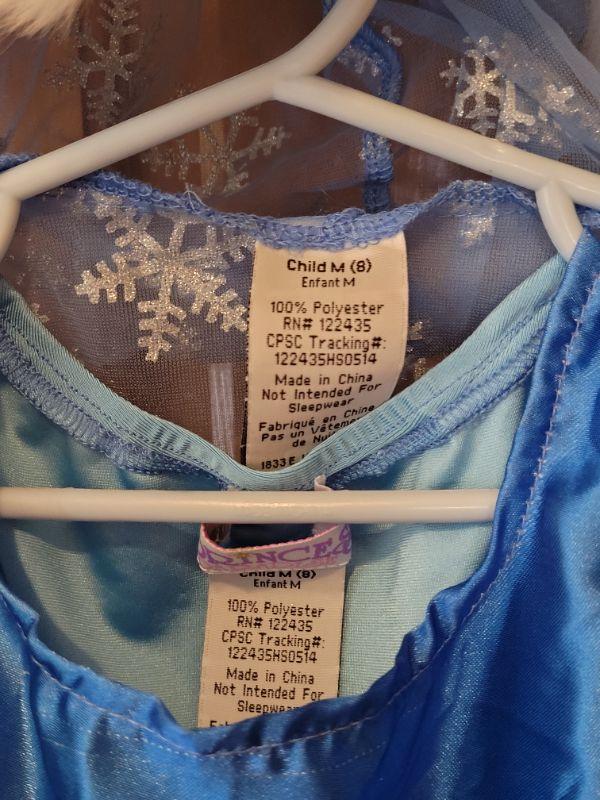 Child M (8)
Enfant M
100% Polyester
RN# 122435
CPSC Tracking#:
122435HS0514
Made in China
Not Intended For
Sleepwear
Fabriqué en Chine
Pas un Vêtement
de
1833 E
PRINCESS
Child M (8)
Enfant M
100% Polyester
RN# 122435
CPSC Tracking#:
122435HS0514
Made in China
Not Intended For
Sleepwear